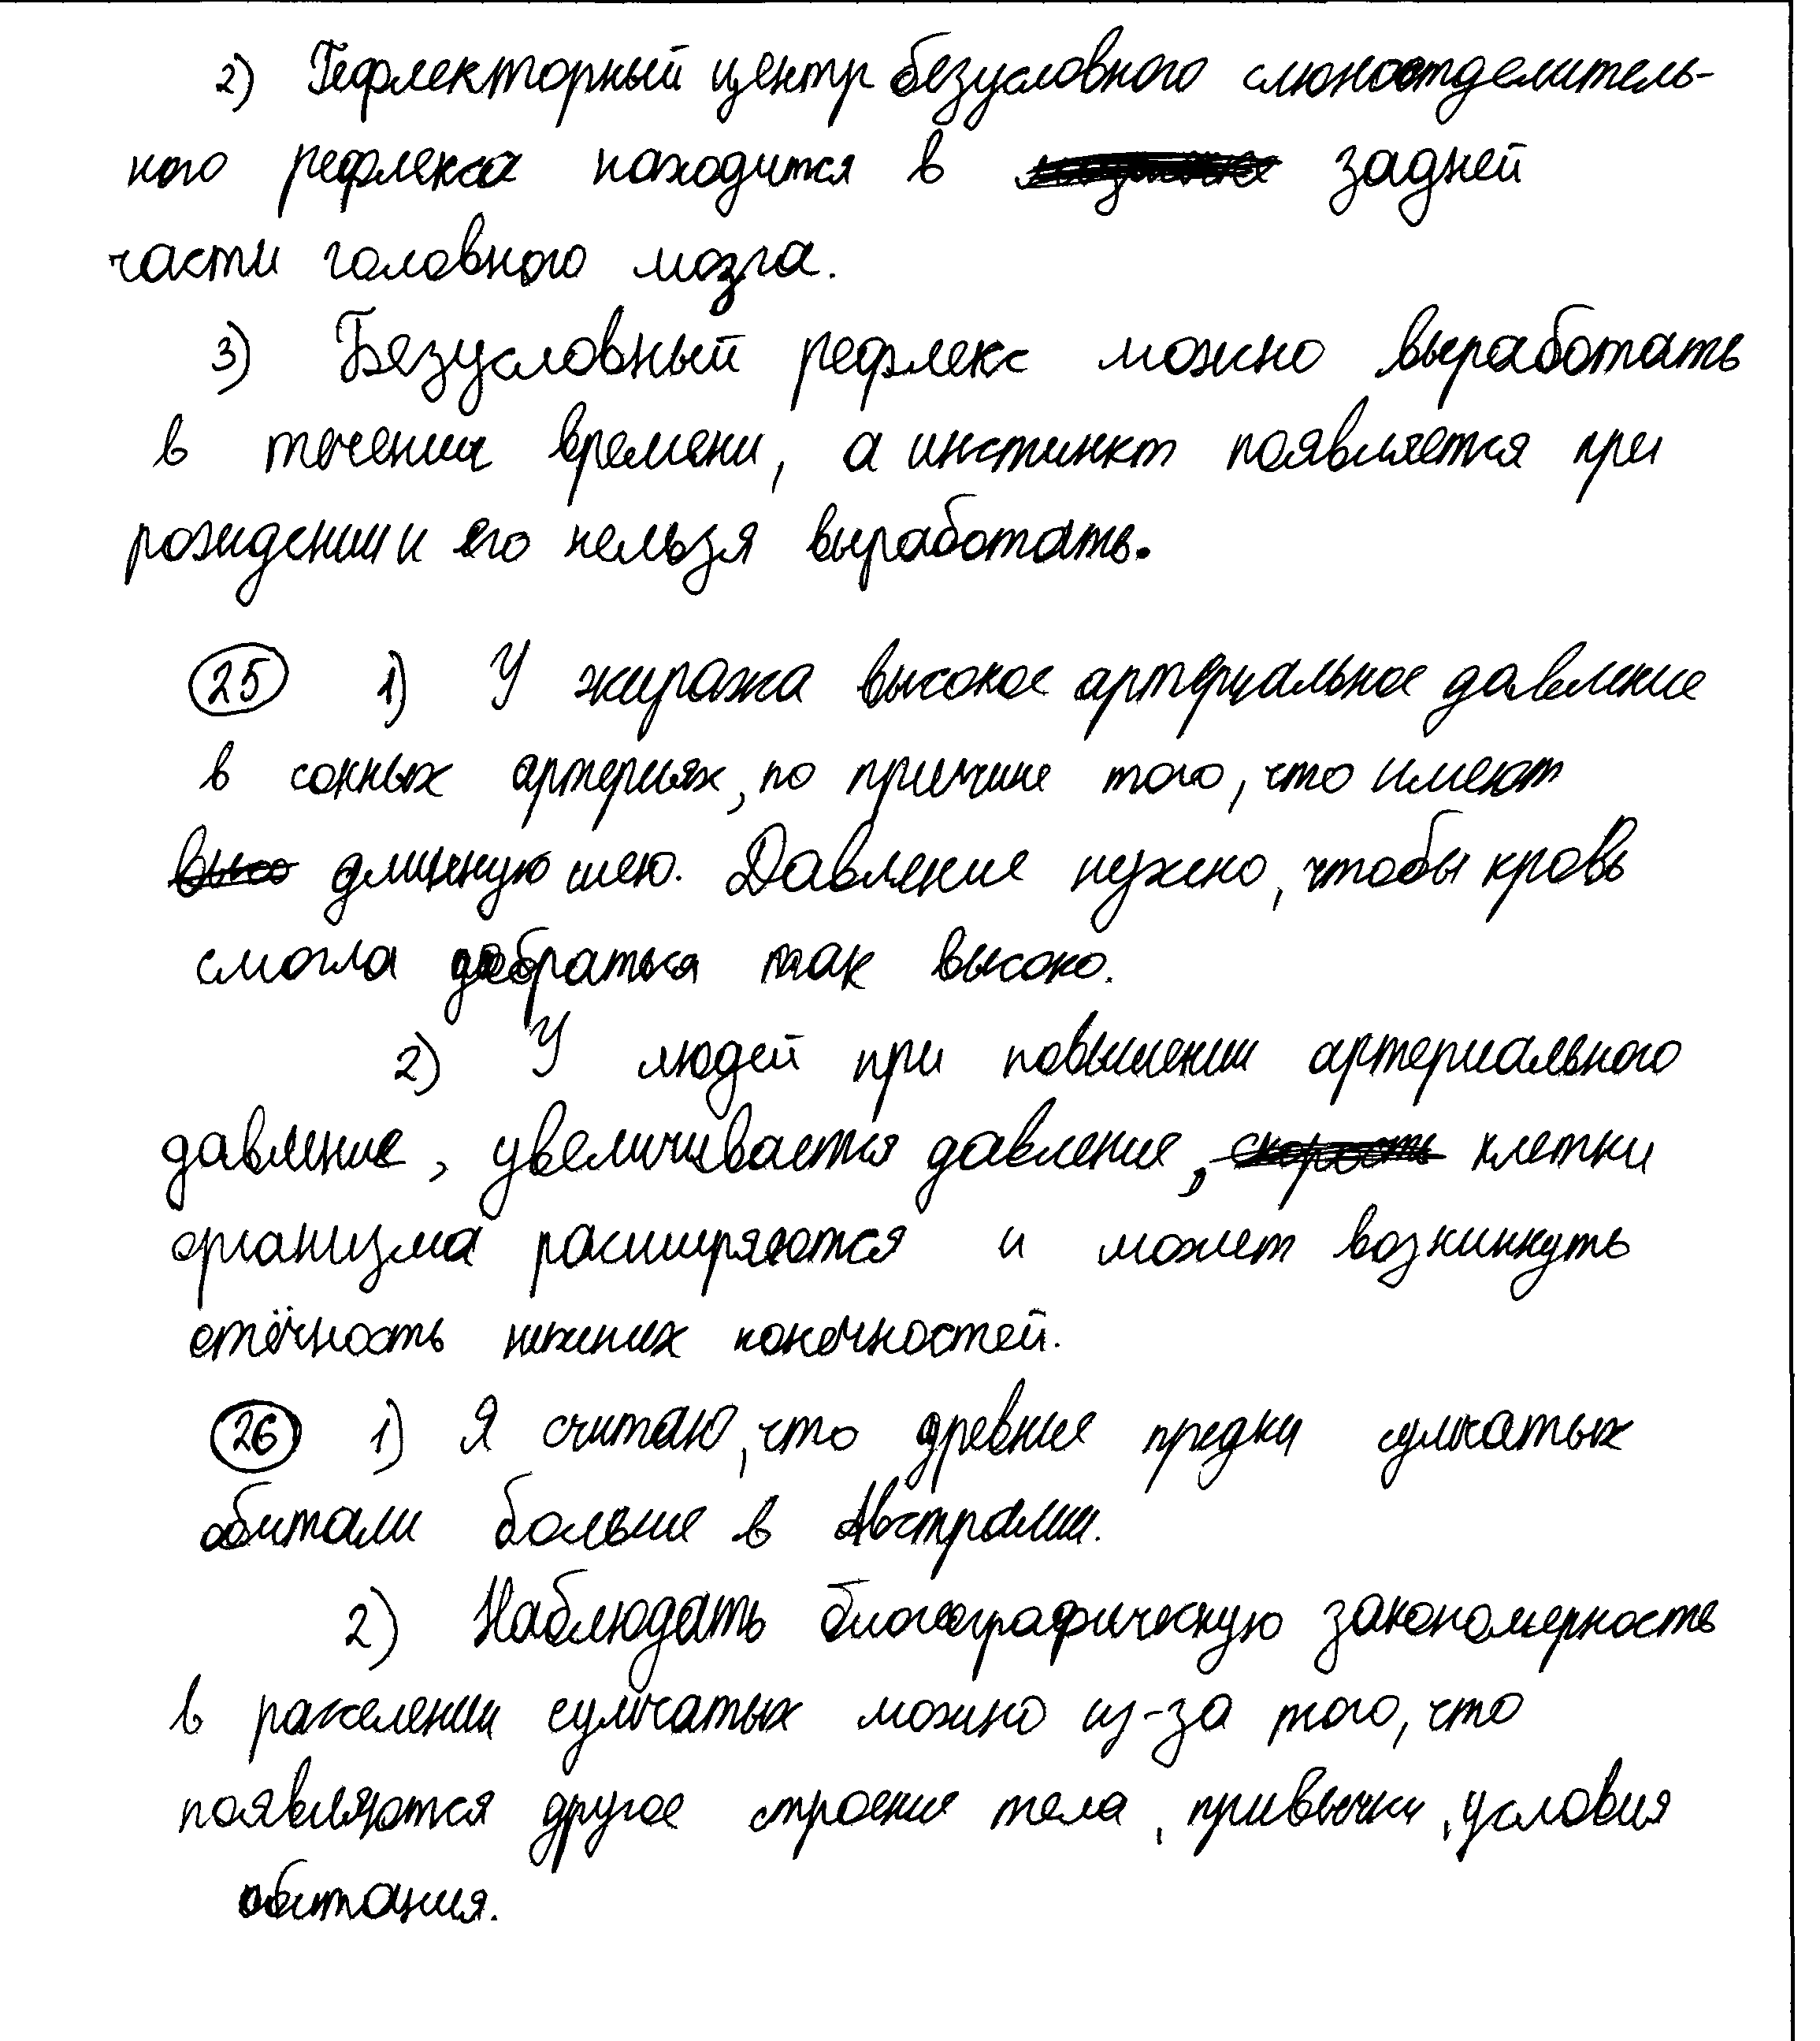 2) Рефлекторный центр безусловного слюноотделитель-
ного рефлекса находится в задней
части головного мозга.
3) Безусловный рефлекс можно выработать
в течении времени, а инстинкт появляется при
рождении и его нельзя выработать.
25 1) У жирафа высокое артериальное давление
в сонных артериях, по причине того, что имеют
высо длинную шею. Давление нужно, чтобы кровь
смогла добраться так высоко.
2) У людей при повышении артериального
давление, увеличивается давление, скорость клетки
организма расширяются и может возникнуть
отёчность нижних конечностей.
26 1) Я считаю, что древние предки сумчатых
обитали больше в Австралии.
2) Наблюдать биогеографическую закономерность
в расселении сумчатых можно из-за того, что
появляются другое строение тела, привычки, условия
обитания.